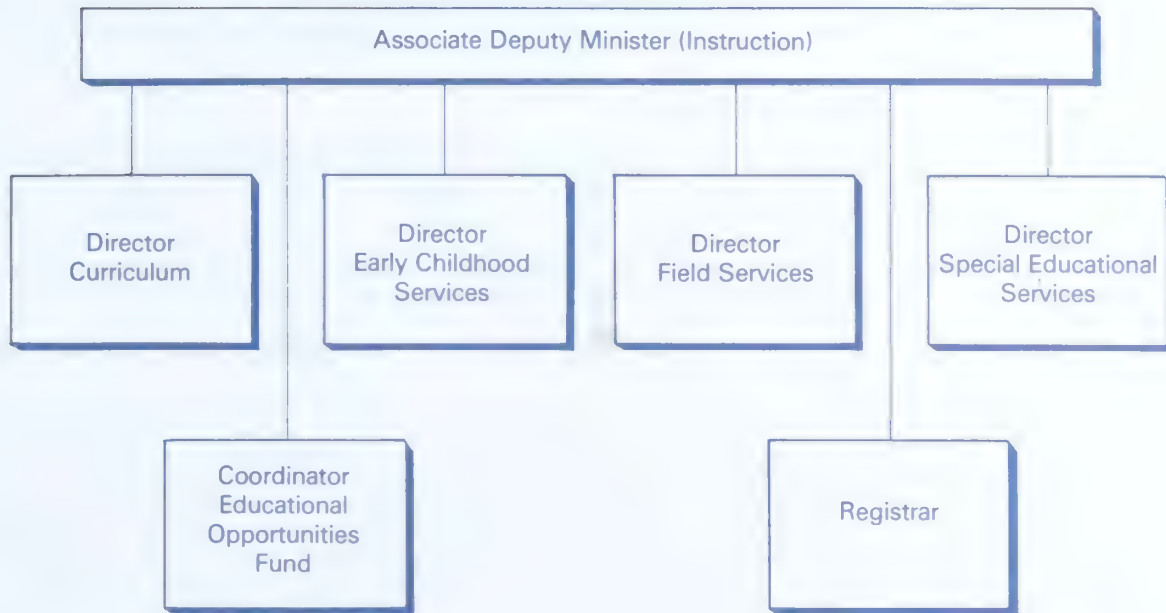 Associate Deputy Minister (Instruction)
Director
Curriculum
Director
Early Childhood
Services
Director
Field Services
Director
Special Educational
Services
Coordinator
Educational
Opportunities
Fund
Registrar